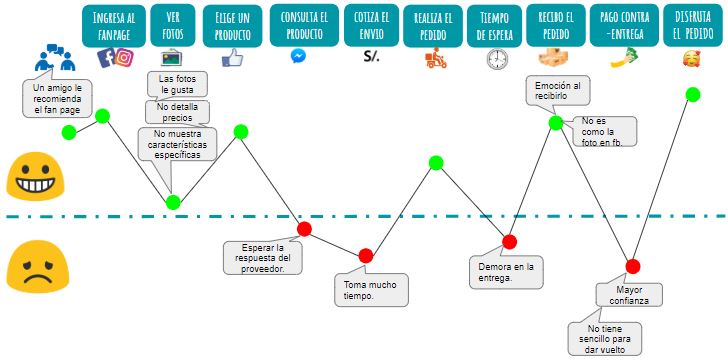 INGRESA AL
FANPAGE
VER
FOTOS
ELIGE UN
PRODUCTO
CONSULTA EL
PRODUCTO
COTIZA EL
ENVIO
REALIZA EL
PEDIDO
TIEMPO
DE ESPERA
RECIBO EL
PEDIDO
PAGO CONTRA
-ENTREGA
DISFRUTA
EL PEDIDO
S/.
Un amigo le
recomienda
el fan page
Las fotos
le gusta
No detalla
precios
No muestra
características
específicas
Esperar la
respuesta del
proveedor.
Toma mucho
tiempo.
Demora en la
entrega.
Emoción al
recibirlo
No es
como la
foto en fb.
Mayor
confianza
No tiene
sencillo para
dar vuelto